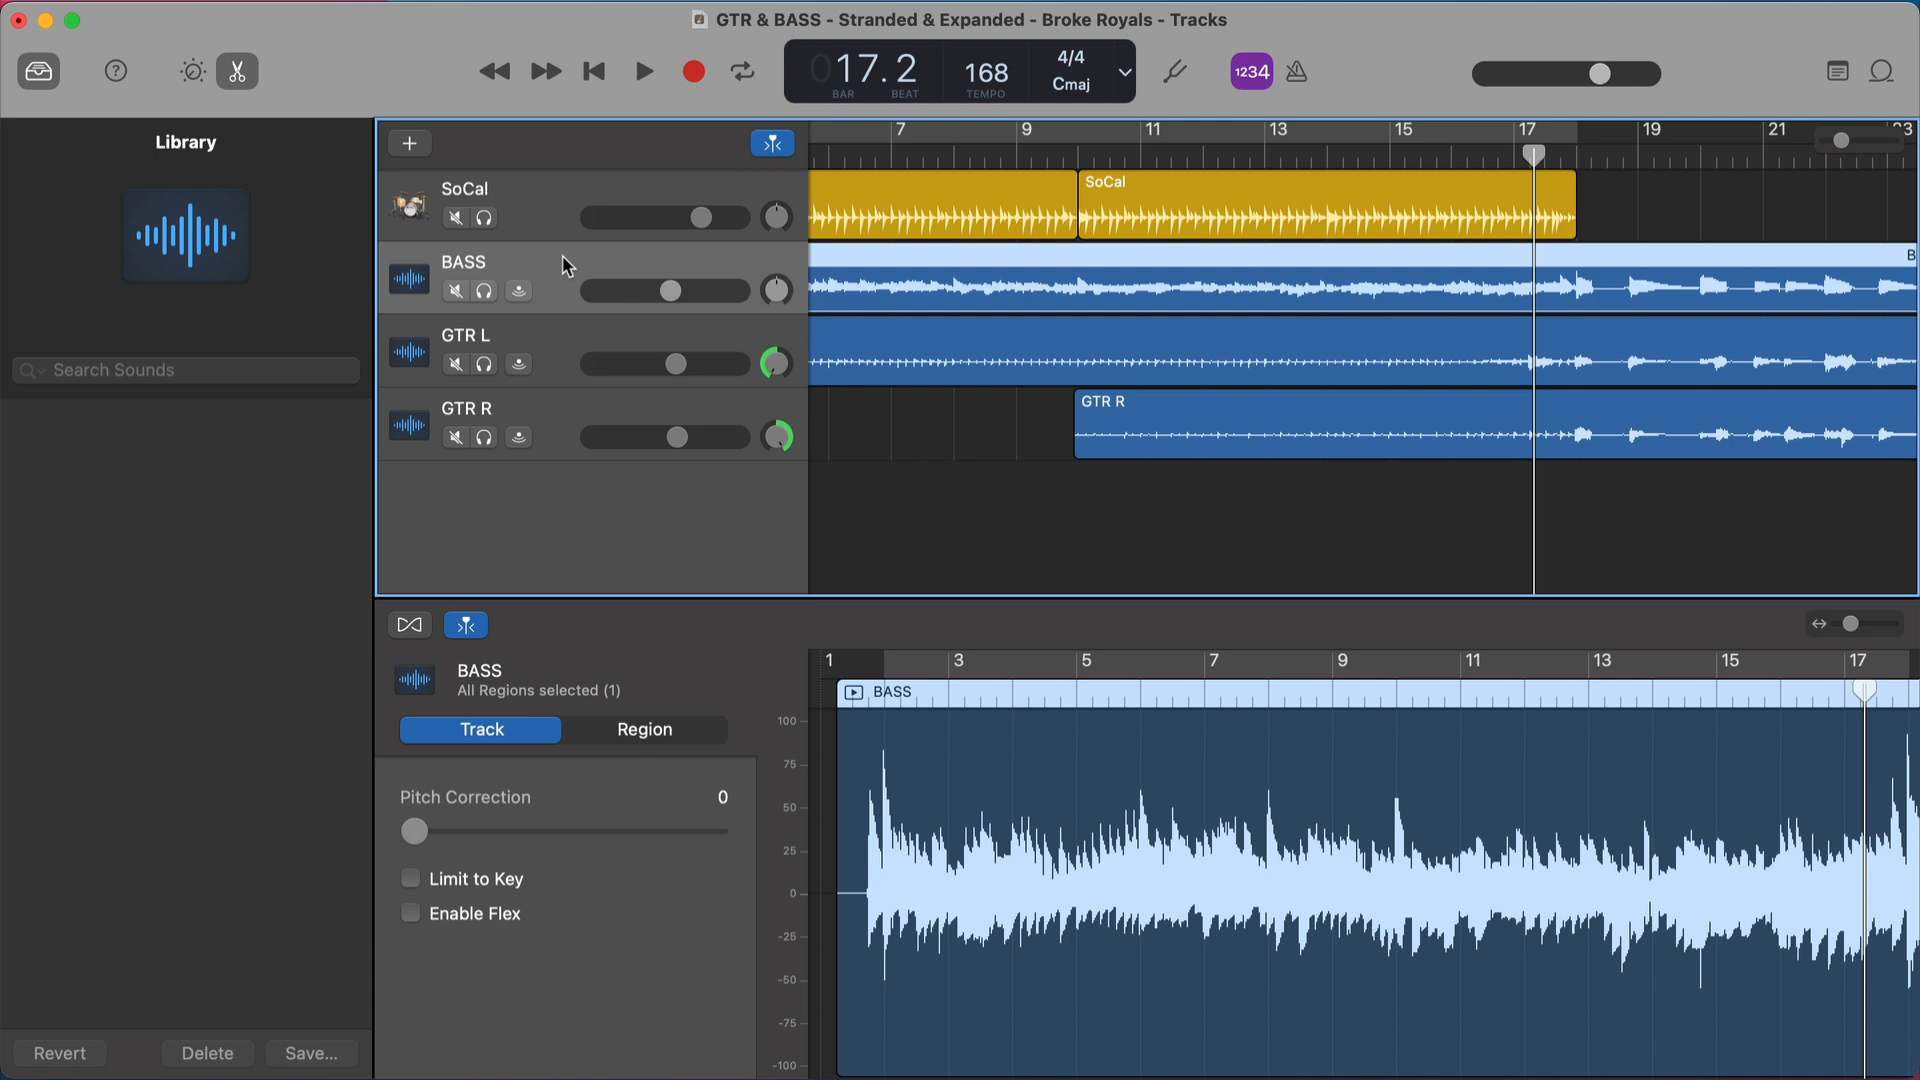 GTR & BASS - Stranded & Expanded - Broke Royals - Tracks
017.2
BAR
BEAT
168
TEMPO
4/4
Cmaj
1234
Library
Search Sounds
Revert
Delete
Save...
7 9 11 13 15 17 19 21 23
SoCal
SoCal
BASS
B
GTR L
GTR R
GTR R
BASS
All Regions selected (1)
Track
Region
Pitch Correction
0
Limit to Key
Enable Flex
1 3 5 7 9 11 13 15 17
BASS
100
75
50
25
0
-25
-50
-75
-100